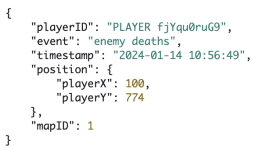 {
"playerID": "PLAYER fjYqu0ruG9",
"event": "enemy deaths",
"timestamp": "2024-01-14 10:56:49",
"position": {
"playerX": 100,
"playerY": 774
},
"mapID": 1
}